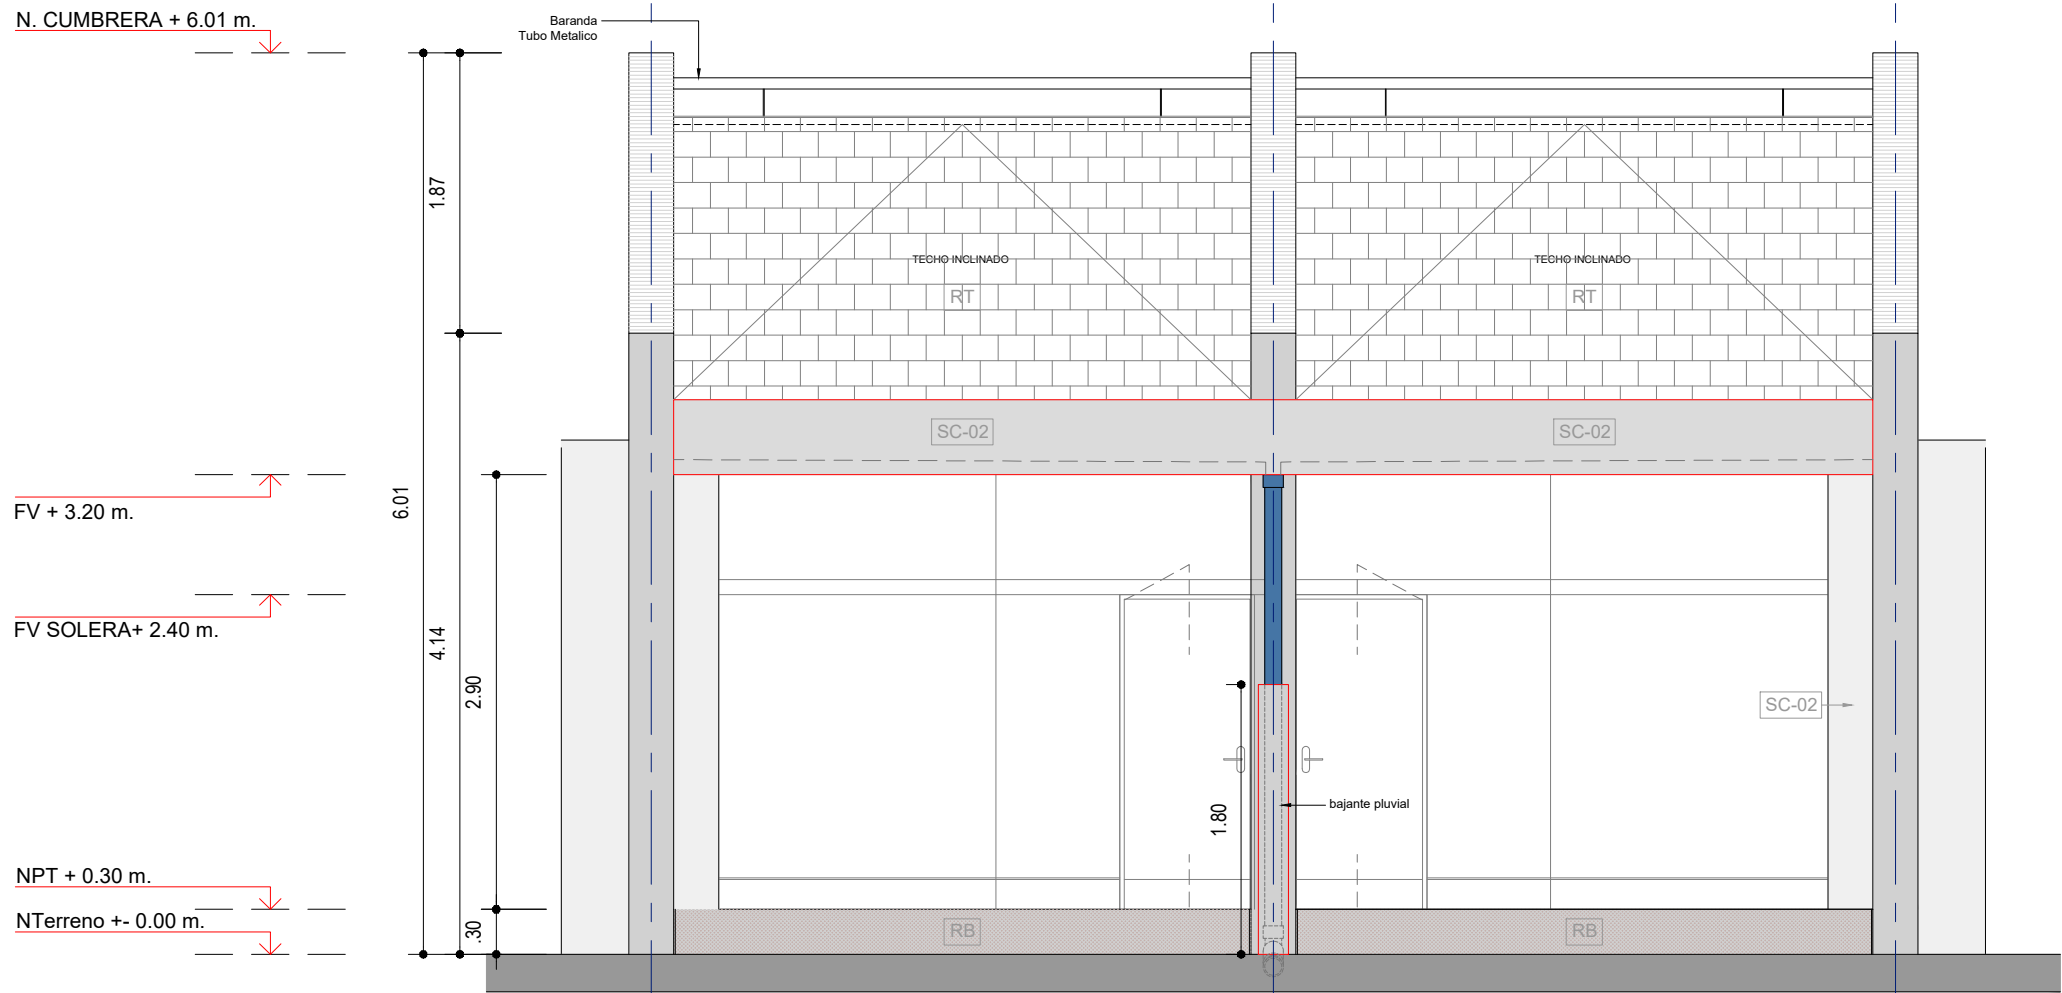 N. CUMBRERA + 6.01 m.
Baranda
Tubo Metalico
1.87
TECHO INCLINADO
RT
TECHO INCLINADO
RT
SC-02
SC-02
6.01
FV + 3.20 m.
FV SOLERA+ 2.40 m.
4.14
2.90
SC-02
bajante pluvial
1.80
NPT + 0.30 m.
NTerreno +- 0.00 m.
.30
RB
RB